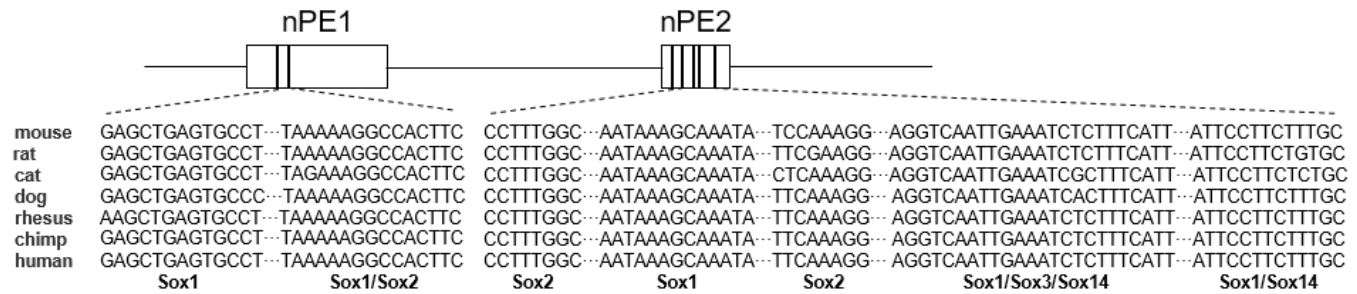 nPE1 nPE2
mouse GAGCTGAGTGCCT···TAAAAAGGCCACTTC CCTTTGGC···AATAAAGCAAATA···TCCAAAGG···AGGTCAATTGAAATCTCTTTCATT···ATTCCTTCTTTGC
rat GAGCTGAGTGCCT···TAAAAAGGCCACTTC CCTTTGGC···AATAAAGCAAATA···TTCGAAGG···AGGTCAATTGAAATCTCTTTCATT···ATTCCTTCTGTGC
cat GAGCTGAGTGCCT···TAGAAAGGCCACTTC CCTTTGGC···AATAAAGCAAATA···CTCAAAGG···AGGTCAATTGAAATCGCTTTCATT···ATTCCTTCTCTGC
dog GAGCTGAGTGCCC···TAAAAAGGCCACTTC CCTTTGGC···AATAAAGCAAATA···TTCAAAGG···AGGTCAATTGAAATCACTTTCATT···ATTCCTTCTTTGC
rhesus AAGCTGAGTGCCT···TAAAAAGGCCACTTC CCTTTGGC···AATAAAGCAAATA···TTCAAAGG···AGGTCAATTGAAATCTCTTTCATT···ATTCCTTCTTTGC
chimp GAGCTGAGTGCCT···TAAAAAGGCCACTTC CCTTTGGC···AATAAAGCAAATA···TTCAAAGG···AGGTCAATTGAAATCTCTTTCATT···ATTCCTTCTTTGC
human GAGCTGAGTGCCT···TAAAAAGGCCACTTC CCTTTGGC···AATAAAGCAAATA···TTCAAAGG···AGGTCAATTGAAATCTCTTTCATT···ATTCCTTCTTTGC
Sox1 Sox1/Sox2 Sox2 Sox1 Sox2 Sox1/Sox3/Sox14 Sox1/Sox14